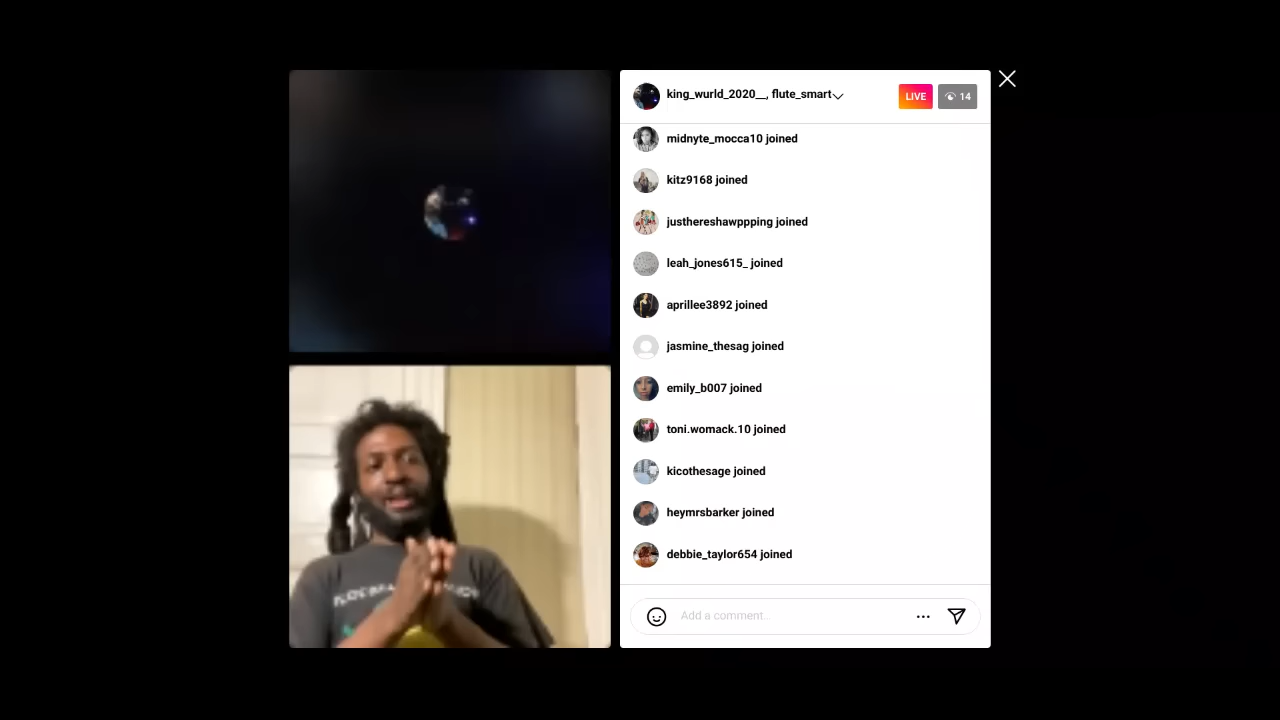 king_wurld_2020__, flute_smart
LIVE
14
midnyte_mocca10 joined
kitz9168 joined
justhereshawppping joined
leah_jones615_ joined
aprillee3892 joined
jasmine_thesag joined
emily_b007 joined
toni.womack.10 joined
kicothesage joined
heymrsbarker joined
debbie_taylor654 joined
Add a comment...